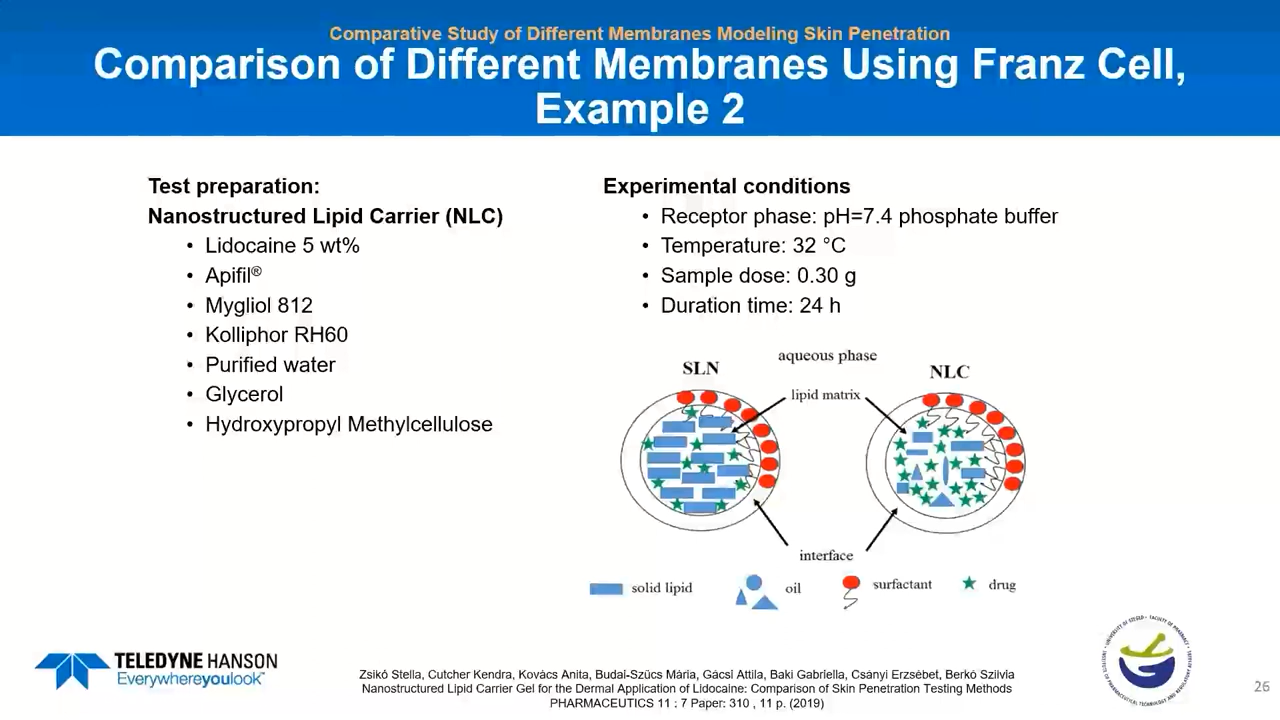 Comparative Study of Different Membranes Modeling Skin Penetration
Comparison of Different Membranes Using Franz Cell,
Example 2
Test preparation:
Nanostructured Lipid Carrier (NLC)
• Lidocaine 5 wt%
• Apifil®
• Mygliol 812
• Kolliphor RH60
• Purified water
• Glycerol
• Hydroxypropyl Methylcellulose
Experimental conditions
• Receptor phase: pH=7.4 phosphate buffer
• Temperature: 32 °C
• Sample dose: 0.30 g
• Duration time: 24 h
SLN
aqueous phase
NLC
lipid matrix
interface
solid lipid
oil
surfactant
drug
TELEDYNE HANSON
Everywhereyoulook™
Zsikó Stella, Cutcher Kendra, Kovács Anita, Budai-Szűcs Mária, Gácsi Attila, Baki Gabriella, Csányi Erzsébet, Berkó Szilvia
Nanostructured Lipid Carrier Gel for the Dermal Application of Lidocaine: Comparison of Skin Penetration Testing Methods
PHARMACEUTICS 11 : 7 Paper: 310 , 11 p. (2019)
26